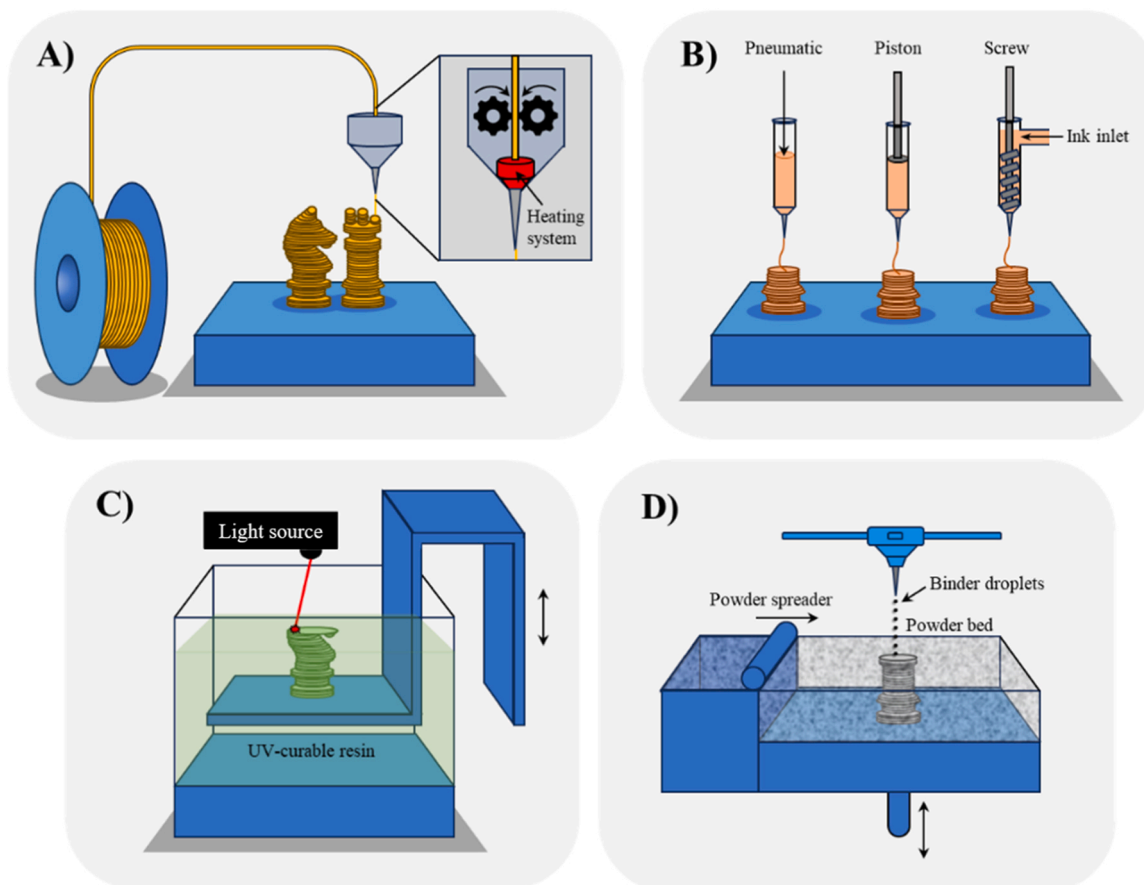 A)
Heating
system
B)
Pneumatic
Piston
Screw
Ink inlet
C)
Light source
UV-curable resin
D)
Binder droplets
Powder spreader
Powder bed